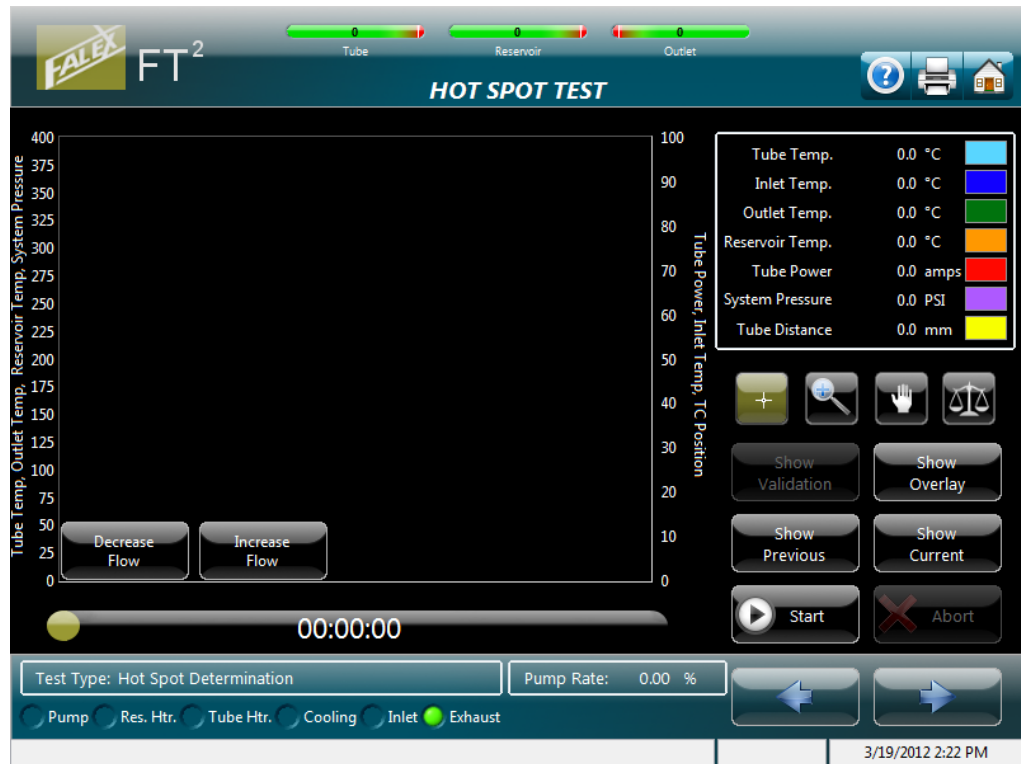 FALEX FT2
0 0 0
Tube Reservoir Outlet
HOT SPOT TEST
Tube Temp, Outlet Temp, Reservoir Temp, System Pressure
400
375
350
325
300
275
250
225
200
175
150
125
100
75
50
25
0
Decrease
Flow
Increase
Flow
100
90
80
70
60
50
40
30
20
10
0
Tube Power, Inlet Temp, TC Position
00:00:00
Tube Temp. 0.0 °C
Inlet Temp. 0.0 °C
Outlet Temp. 0.0 °C
Reservoir Temp. 0.0 °C
Tube Power 0.0 amps
System Pressure 0.0 PSI
Tube Distance 0.0 mm
Show
Validation
Show
Overlay
Show
Previous
Show
Current
Start
Abort
Test Type: Hot Spot Determination
Pump Rate: 0.00 %
Pump Res. Htr. Tube Htr. Cooling Inlet Exhaust
3/19/2012 2:22 PM